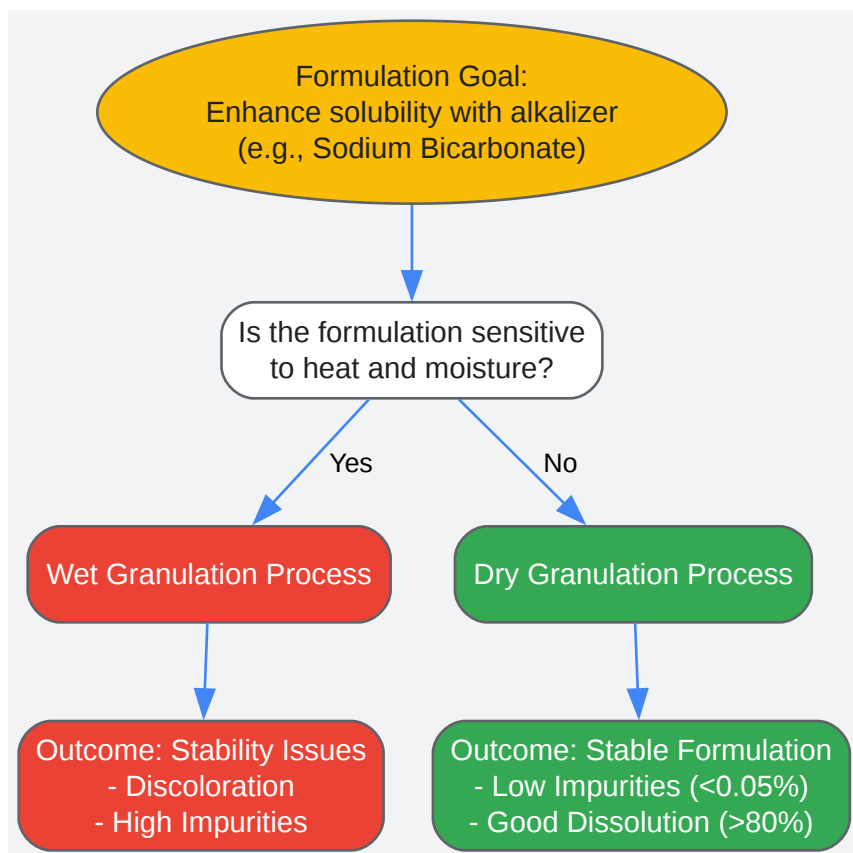 Formulation Goal:
Enhance solubility with alkalizer
(e.g., Sodium Bicarbonate)
Is the formulation sensitive
to heat and moisture?
Yes
No
Wet Granulation Process
Dry Granulation Process
Outcome: Stability Issues
- Discoloration
- High Impurities
Outcome: Stable Formulation
- Low Impurities (<0.05%)
- Good Dissolution (>80%)